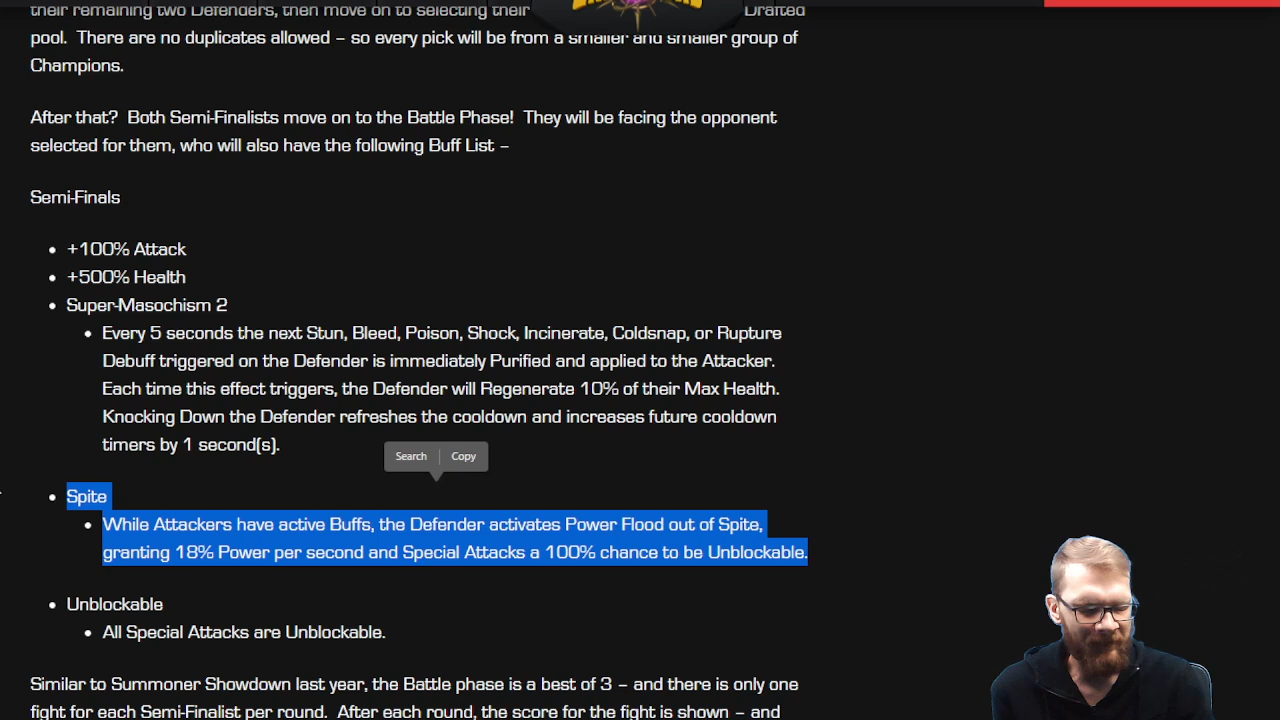 their remaining two Defenders, then move on to selecting their Drafted
pool. There are no duplicates allowed – so every pick will be from a smaller and smaller group of
Champions.
After that? Both Semi-Finalists move on to the Battle Phase! They will be facing the opponent
selected for them, who will also have the following Buff List –
Semi-Finals
+100% Attack
+500% Health
Super-Masochism 2
Every 5 seconds the next Stun, Bleed, Poison, Shock, Incinerate, Coldsnap, or Rupture
Debuff triggered on the Defender is immediately Purified and applied to the Attacker.
Each time this effect triggers, the Defender will Regenerate 10% of their Max Health.
Knocking Down the Defender refreshes the cooldown and increases future cooldown
timers by 1 second(s).
Search Copy
Spite
While Attackers have active Buffs, the Defender activates Power Flood out of Spite,
granting 18% Power per second and Special Attacks a 100% chance to be Unblockable.
Unblockable
All Special Attacks are Unblockable.
Similar to Summoner Showdown last year, the Battle phase is a best of 3 – and there is only one
fight for each Semi-Finalist per round. After each round, the score for the fight is shown – and